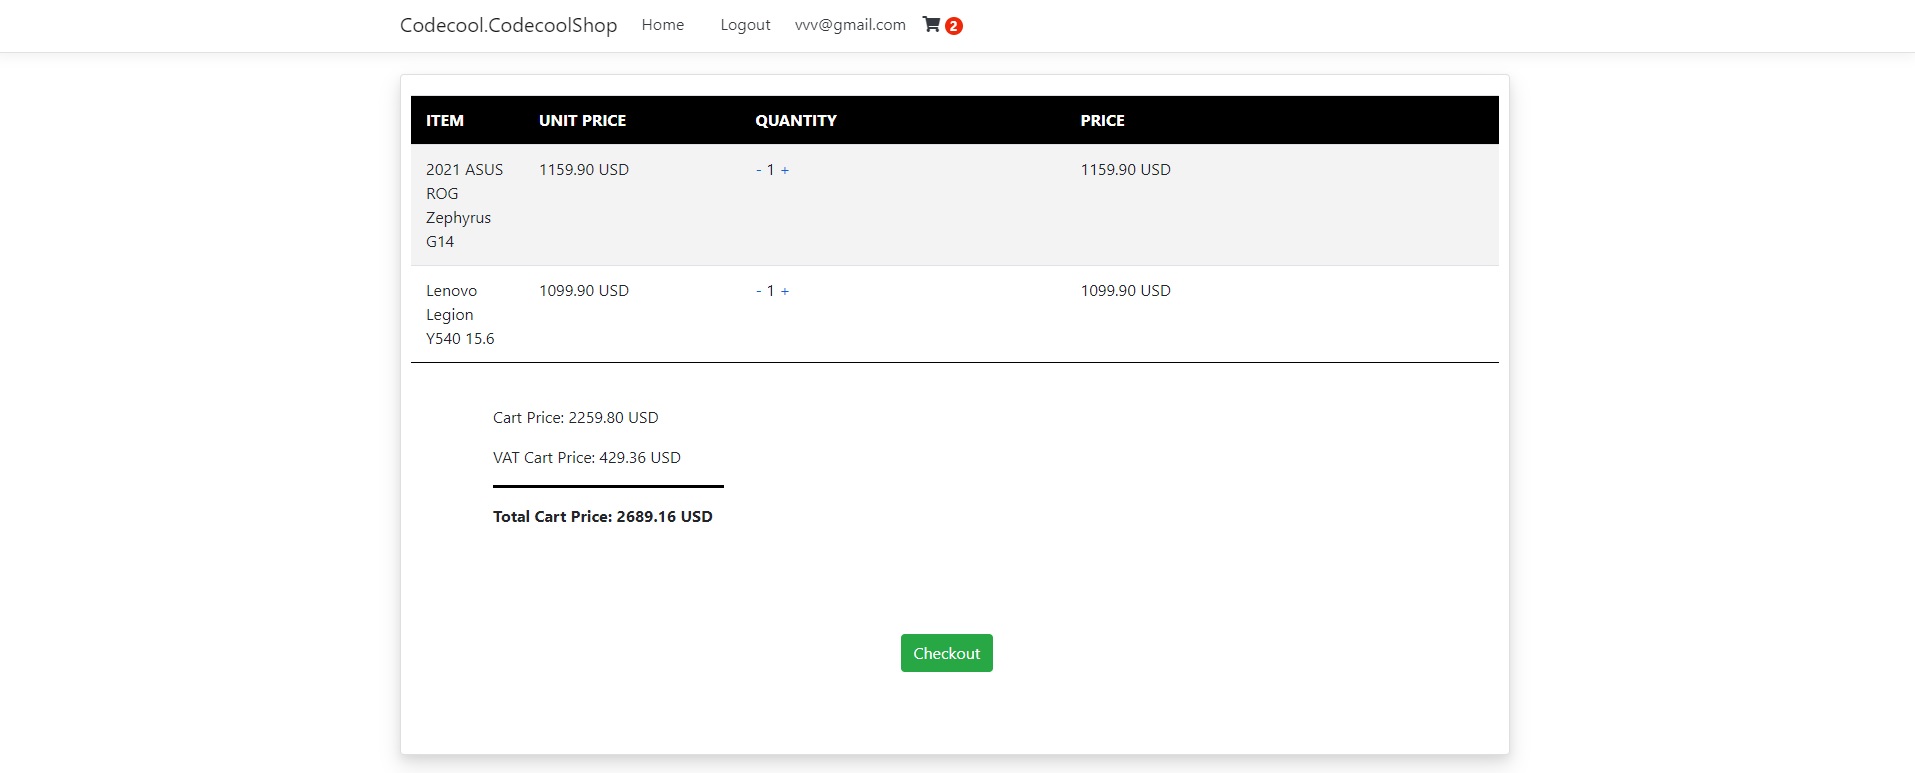 Codecool.CodecoolShop Home Logout vvv@gmail.com 2
ITEM UNIT PRICE QUANTITY PRICE
2021 ASUS 1159.90 USD - 1 + 1159.90 USD
ROG
Zephyrus
G14
Lenovo 1099.90 USD - 1 + 1099.90 USD
Legion
Y540 15.6
Cart Price: 2259.80 USD
VAT Cart Price: 429.36 USD
Total Cart Price: 2689.16 USD
Checkout